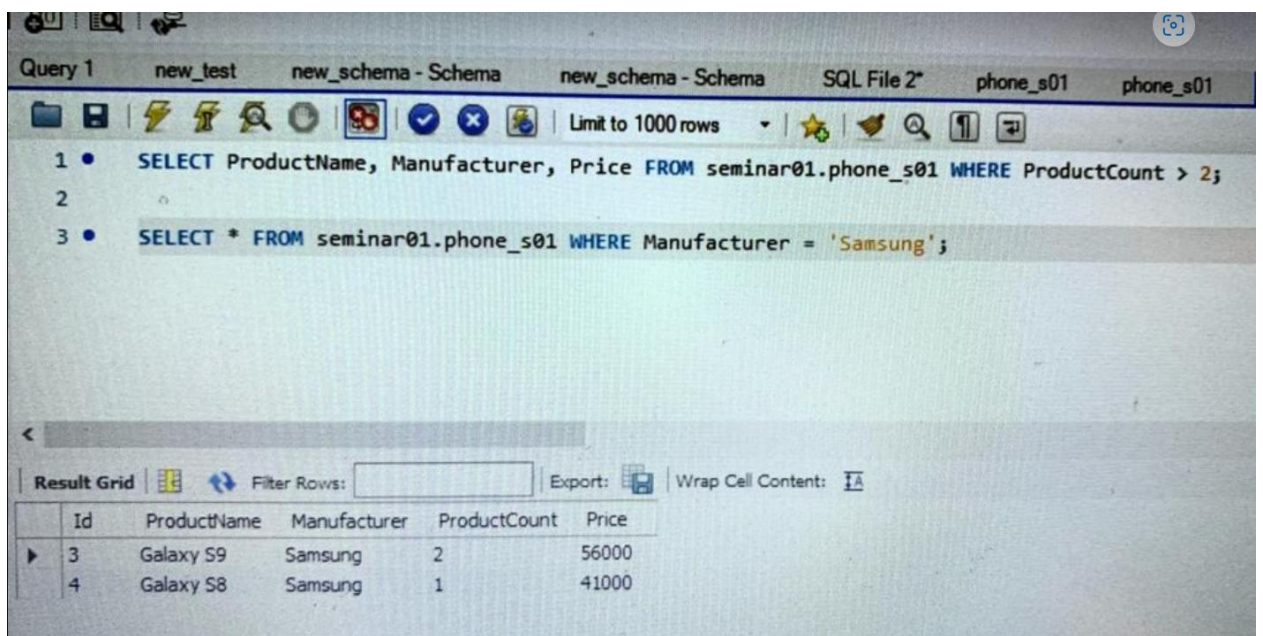 Query 1 new_test new_schema - Schema new_schema - Schema SQL File 2* phone_s01 phone_s01
Limit to 1000 rows
1 SELECT ProductName, Manufacturer, Price FROM seminar01.phone_s01 WHERE ProductCount > 2;
2
3 SELECT * FROM seminar01.phone_s01 WHERE Manufacturer = 'Samsung';
Result Grid Filter Rows: Export: Wrap Cell Content:
Id ProductName Manufacturer ProductCount Price
3 Galaxy S9 Samsung 2 56000
4 Galaxy S8 Samsung 1 41000